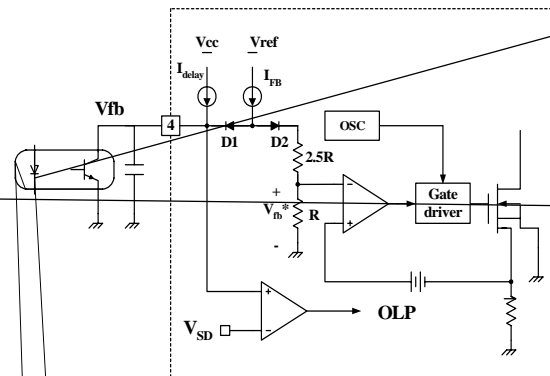 Vcc Vref
Idelay IFB
Vfb
4
D1 D2
2.5R
OSC
+
Vfb*
-
R
−
+
Gate
driver
+
−
VSD
OLP